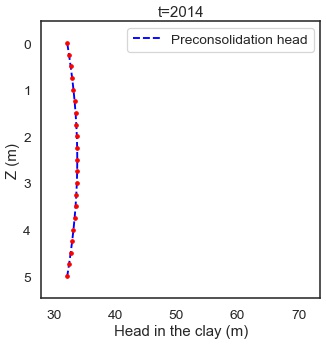 t=2014
Preconsolidation head
0
1
2
3
4
5
Z (m)
30 40 50 60 70
Head in the clay (m)